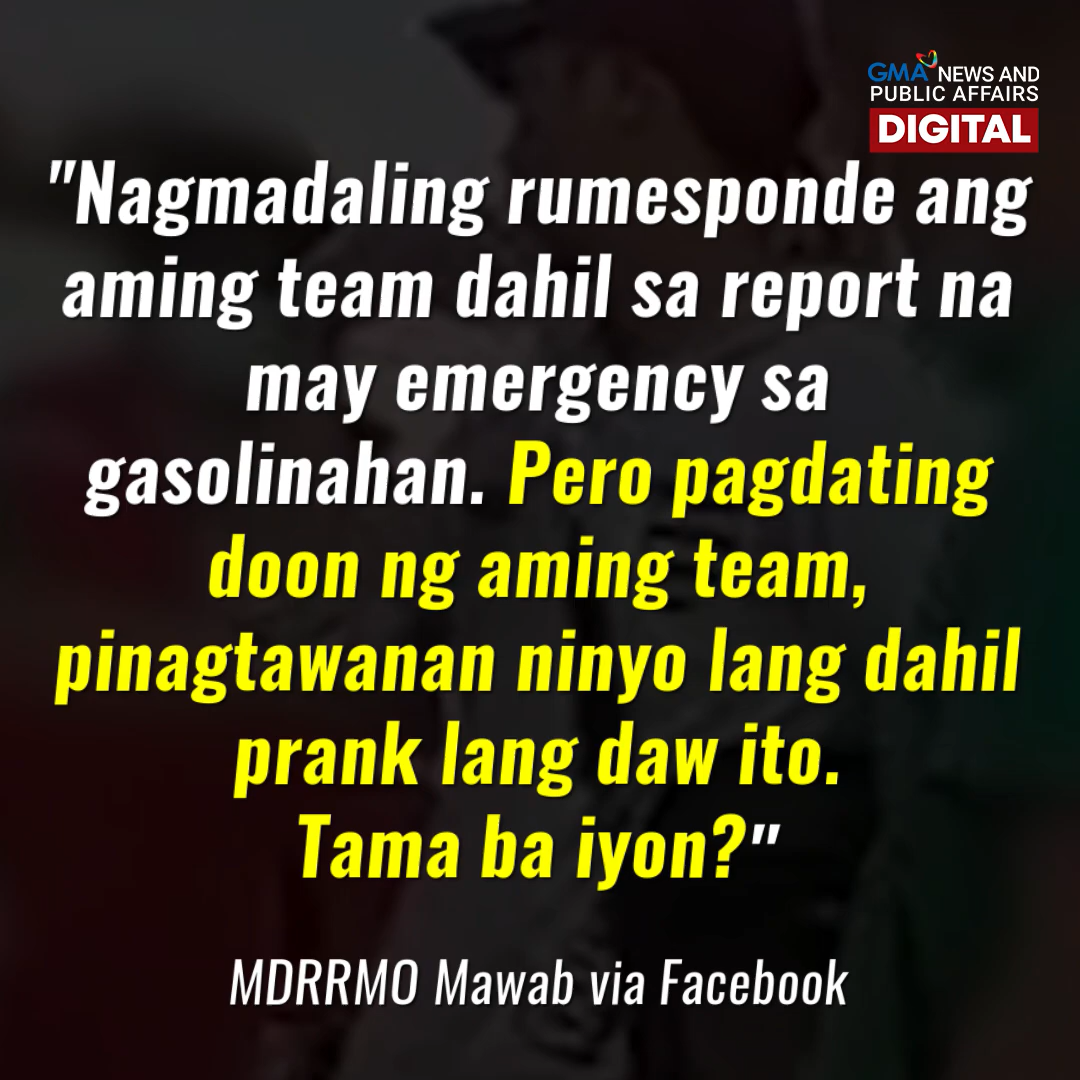 GMA NEWS AND
PUBLIC AFFAIRS
DIGITAL
"Nagmadaling rumesponde ang
aming team dahil sa report na
may emergency sa
gasolinahan. Pero pagdating
doon ng aming team,
pinagtawanan ninyo lang dahil
prank lang daw ito.
Tama ba iyon?"
MDRRMO Mawab via Facebook